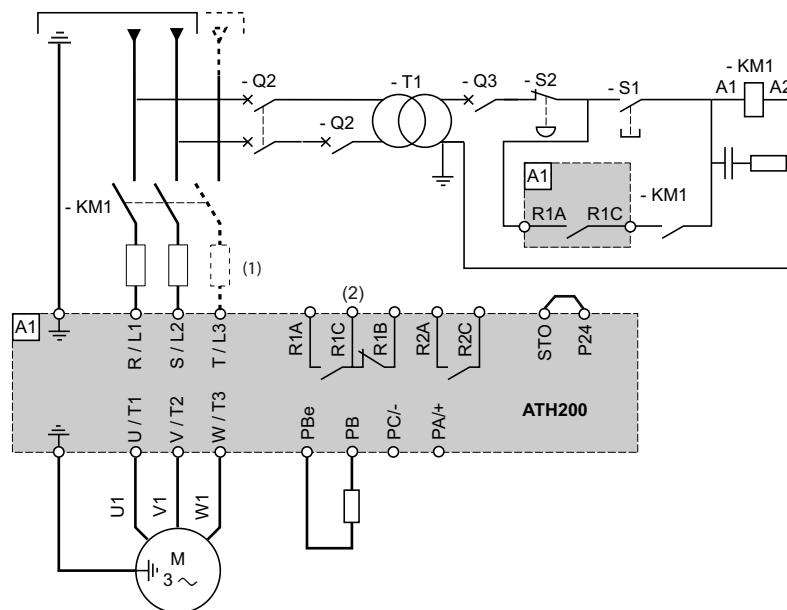 - Q2
- T1
- Q3
- S2
- S1
- KM1
A1
A2
- Q2
A1
R1A
R1C
- KM1
- KM1
(1)
(2)
A1
R / L1
S / L2
T / L3
R1A
R1C
R1B
R2A
R2C
STO
P24
ATH200
U / T1
V / T2
W / T3
PBe
PB
PC/-
PA/+
U1
V1
W1
M
3